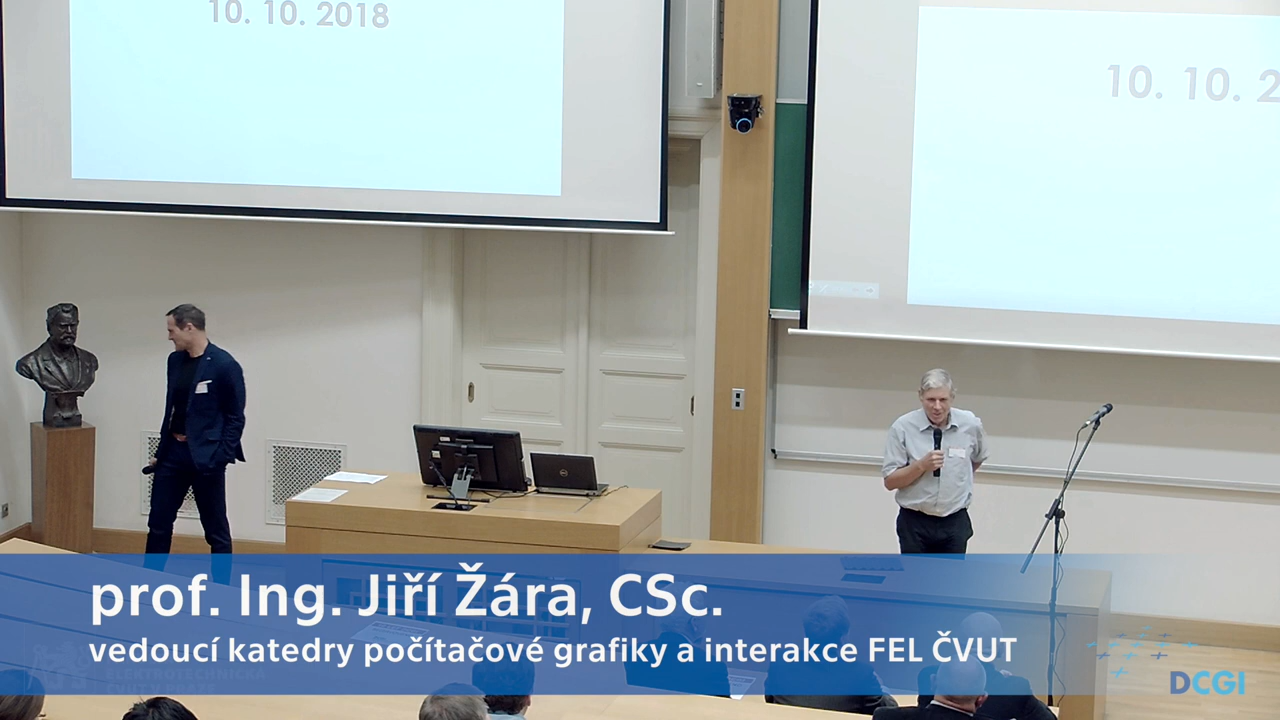 10. 10. 2018
10. 10. 2
prof. Ing. Jiří Žára, CSc.
vedoucí katedry počítačové grafiky a interakce FEL ČVUT
ELEKTROTECHNICKÁ
DCGI